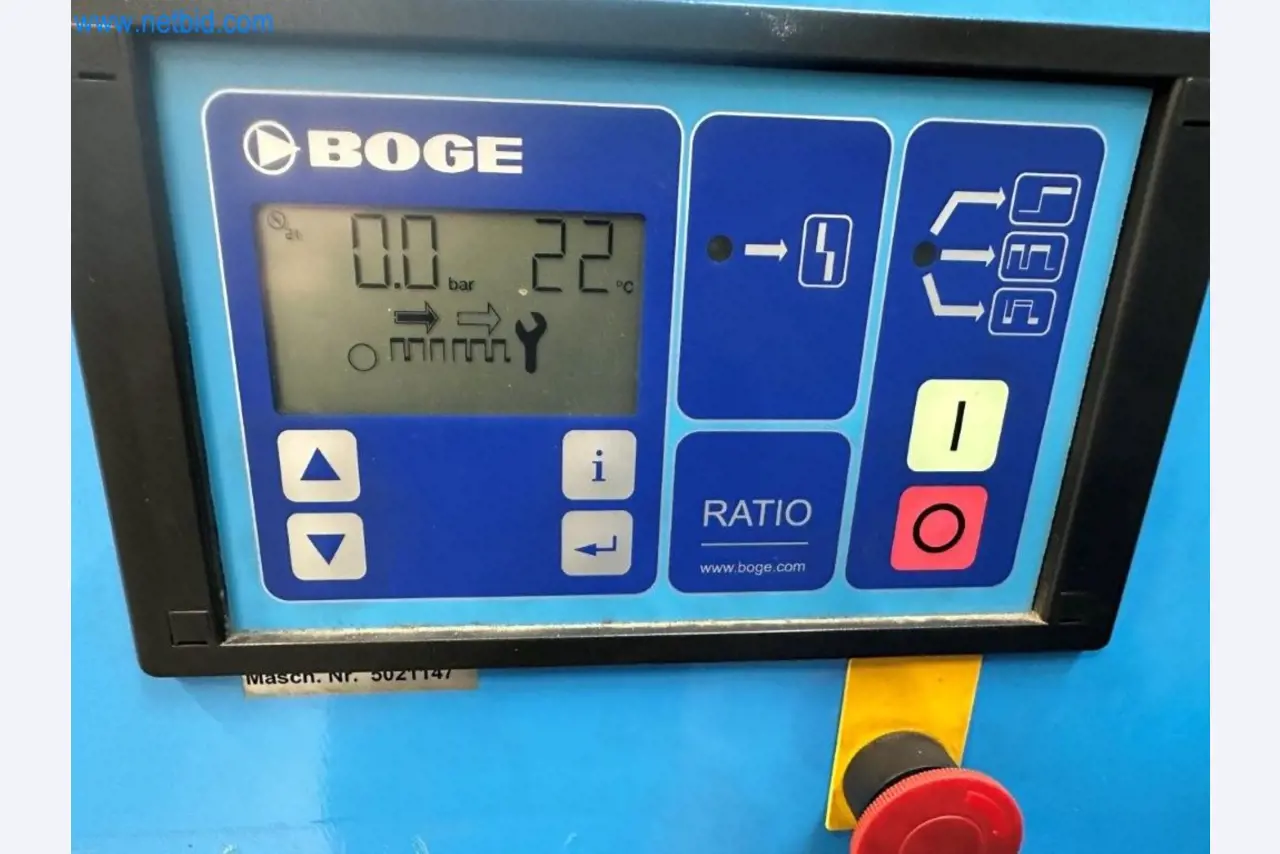 www.netbid.com
BOGE
0.0 bar 22 °C
i
I
O
RATIO
www.boge.com
Masch. Nr. 5021147